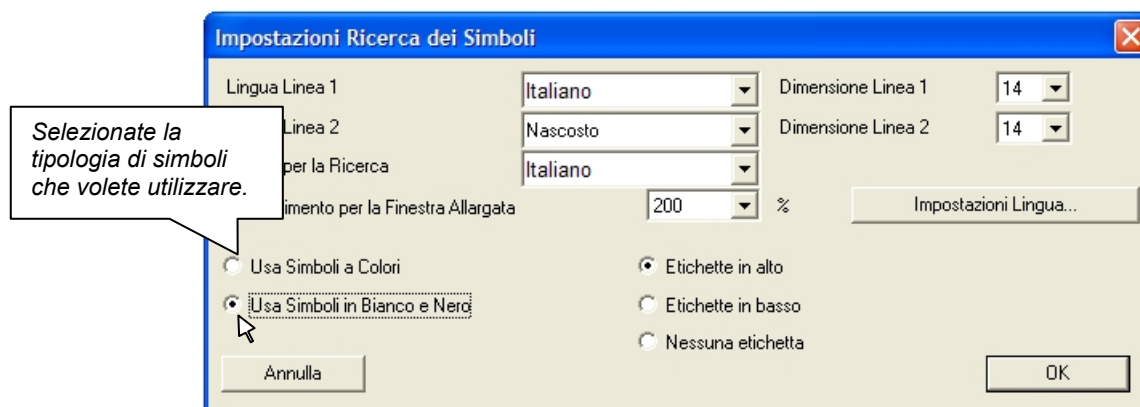 Impostazioni Ricerca dei Simboli
Lingua Linea 1 Italiano Dimensione Linea 1 14
Linea 2 Nascosto Dimensione Linea 2 14
Selezionate la
tipologia di simboli
che volete utilizzare.
per la Ricerca Italiano
imento per la Finestra Allargata 200 % Impostazioni Lingua...
Usa Simboli a Colori Etichette in alto
Usa Simboli in Bianco e Nero Etichette in basso
Nessuna etichetta
Annulla OK